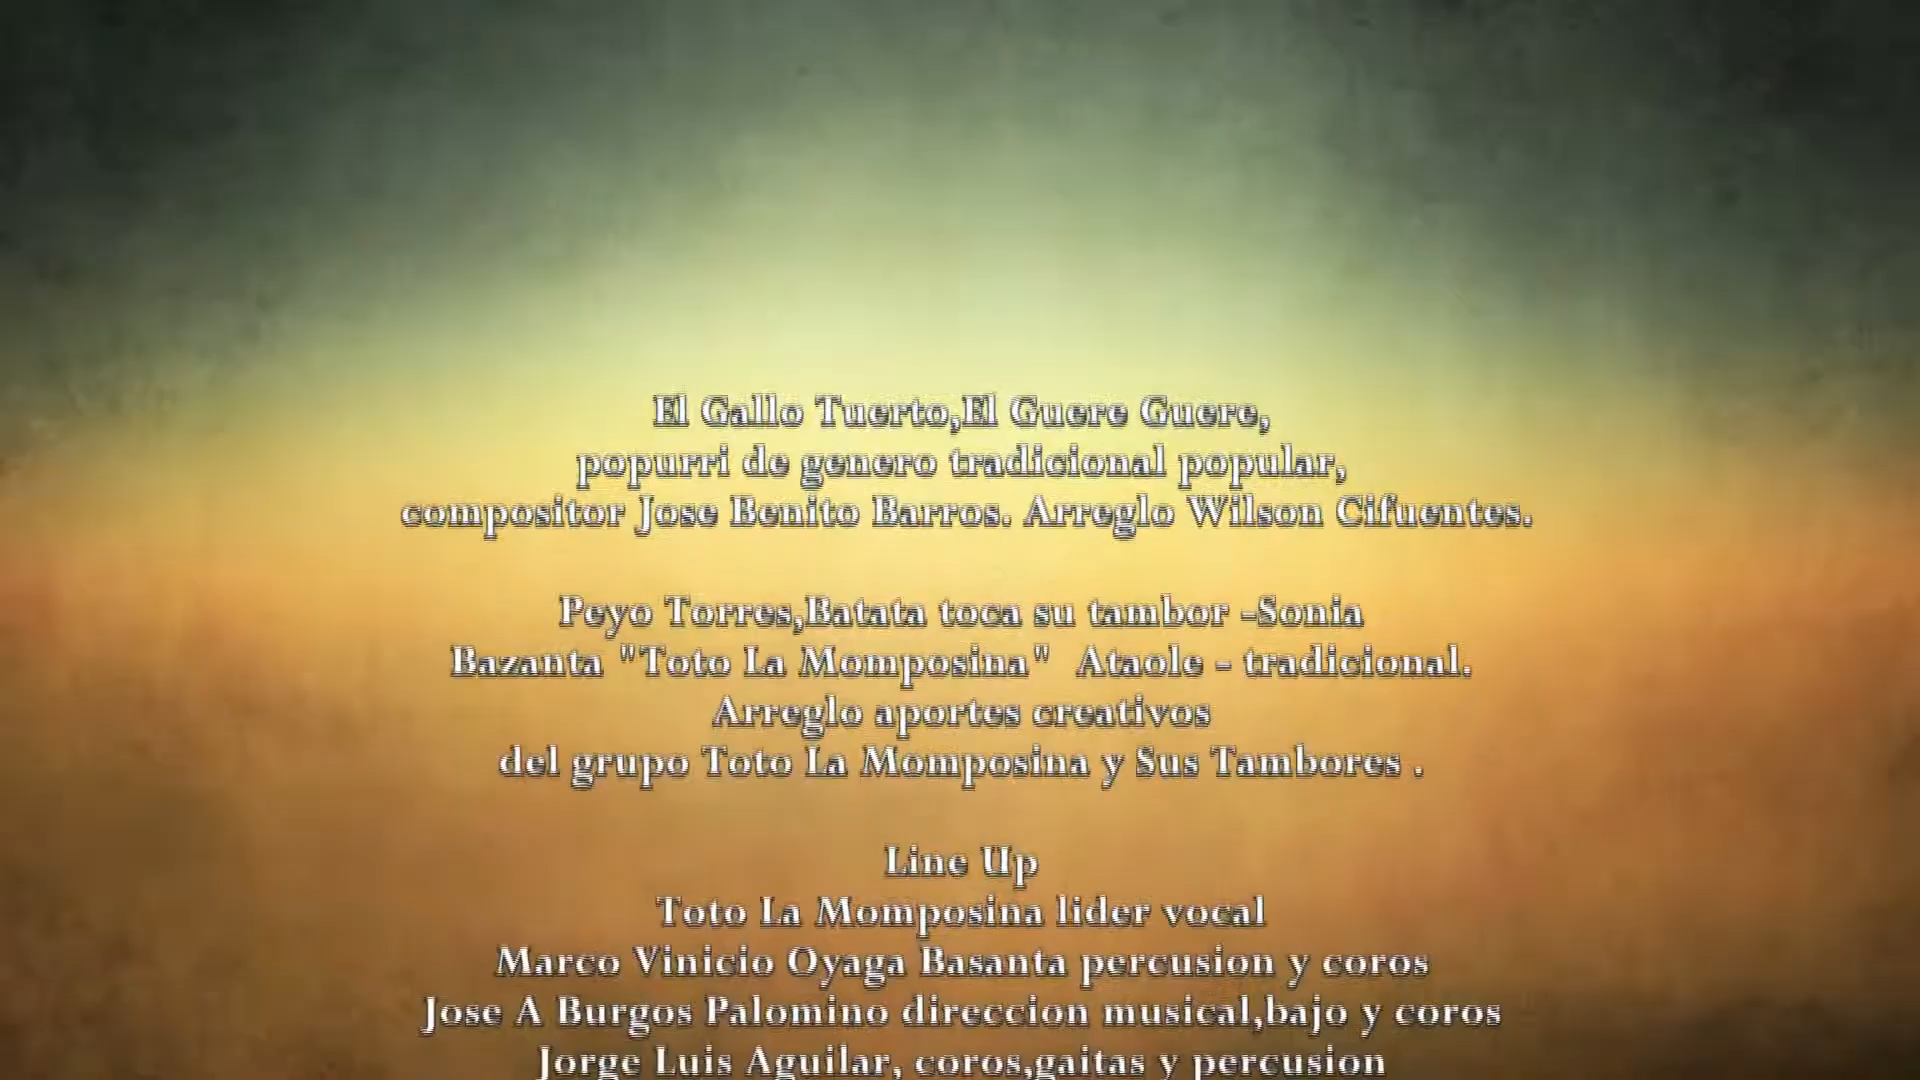 El Gallo Tuerto,El Guere Guere,
popurri de genero tradicional popular,
compositor Jose Benito Barros. Arreglo Wilson Cifuentes.
Peyo Torres,Batata toca su tambor -Sonia
Bazanta "Toto La Momposina"  Ataole - tradicional.
Arreglo aportes creativos
del grupo Toto La Momposina y Sus Tambores .
Line Up
Toto La Momposina lider vocal
Marco Vinicio Oyaga Basanta percusion y coros
Jose A Burgos Palomino direccion musical,bajo y coros
Jorge Luis Aguilar, coros,gaitas y percusion